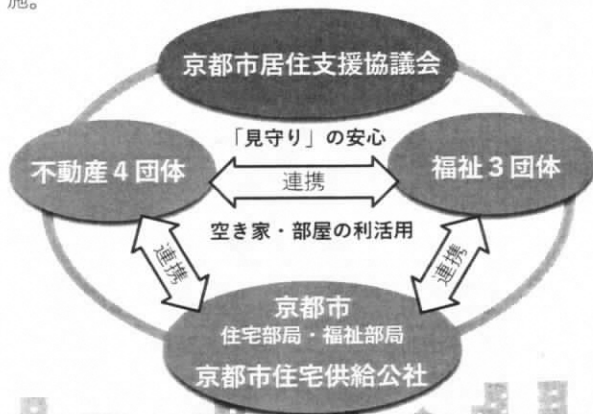 施。
京都市居住支援協議会
「見守り」の安心
不動産４団体
連携
福祉３団体
空き家・部屋の利活用
連携
連携
京都市
住宅部局・福祉部局
京都市住宅供給公社